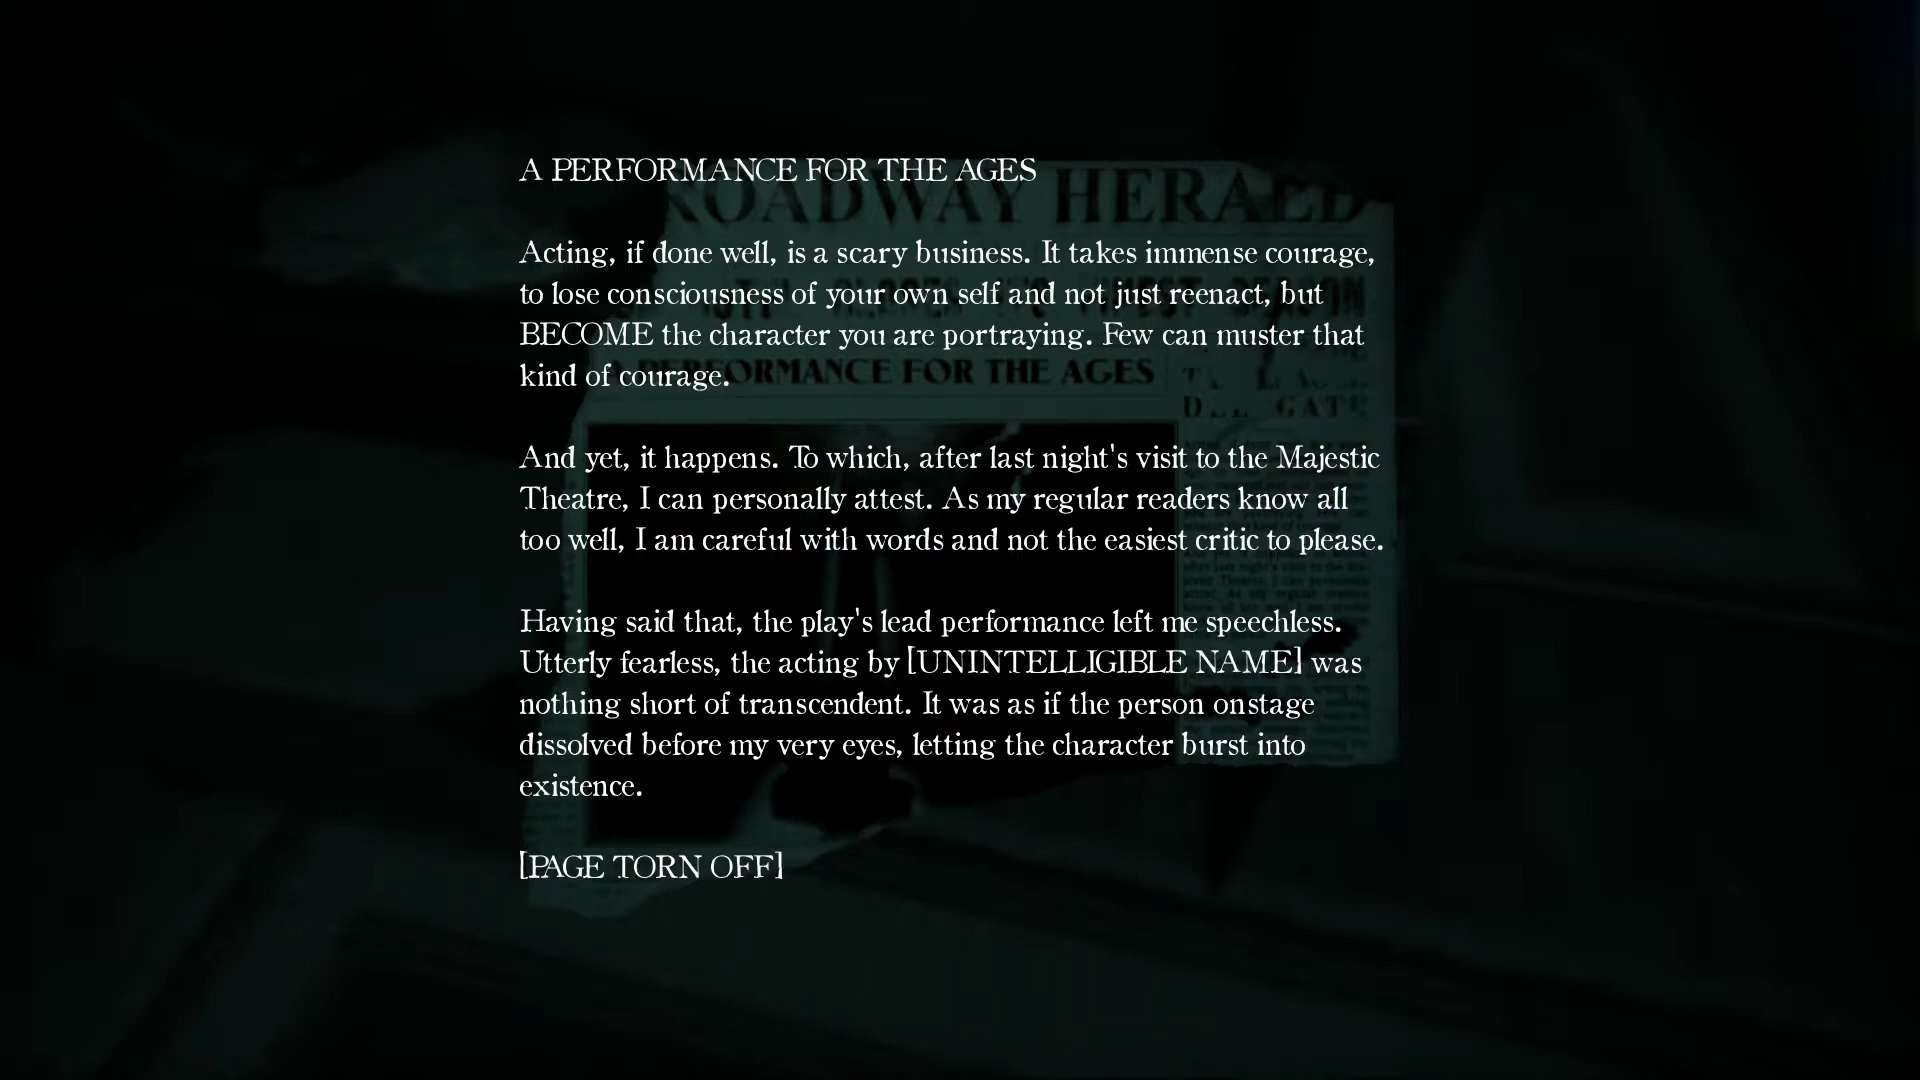 A PERFORMANCE FOR THE AGES
Acting, if done well, is a scary business. It takes immense courage,
to lose consciousness of your own self and not just reenact, but
BECOME the character you are portraying. Few can muster that
kind of courage.
And yet, it happens. To which, after last night's visit to the Majestic
Theatre, I can personally attest. As my regular readers know all
too well, I am careful with words and not the easiest critic to please.
Having said that, the play's lead performance left me speechless.
Utterly fearless, the acting by [UNINTELLIGIBLE NAME] was
nothing short of transcendent. It was as if the person onstage
dissolved before my very eyes, letting the character burst into
existence.
[PAGE TORN OFF]
ROADWAY HERALD
PERFORMANCE FOR THE AGES